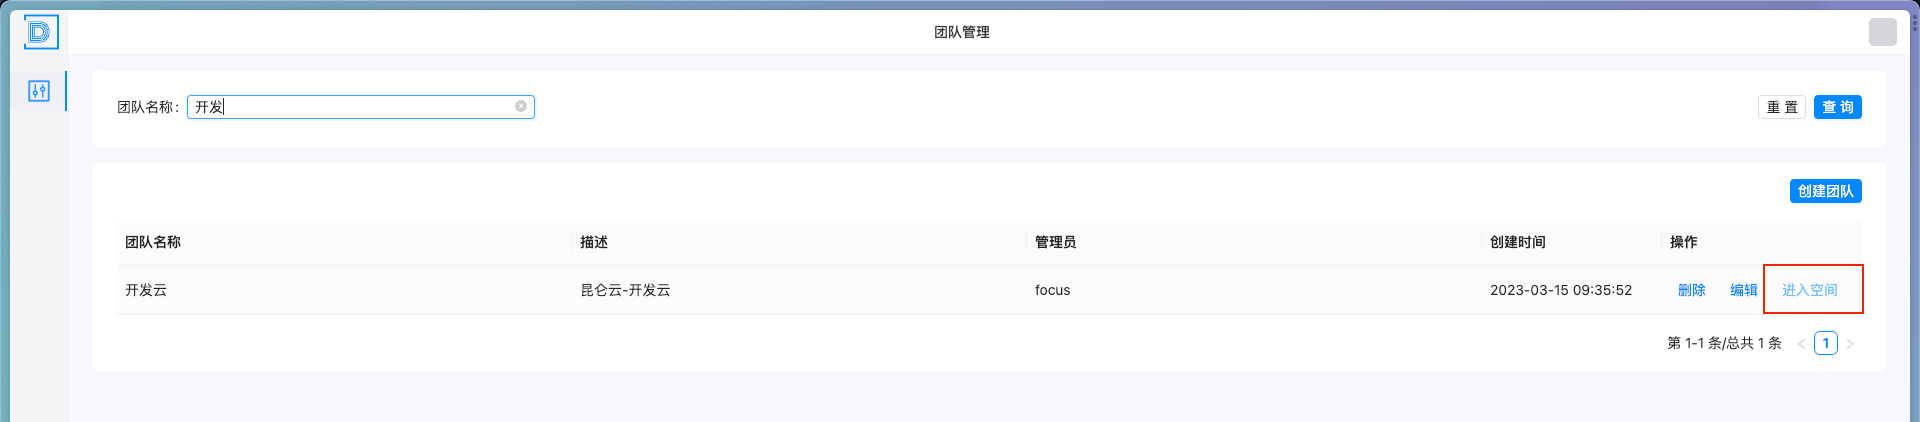 团队管理
团队名称： 开发 重 置 查 询
创建团队
团队名称 描述 管理员 创建时间 操作
开发云 昆仑云-开发云 focus 2023-03-15 09:35:52 删除 编辑 进入空间
第 1-1 条/总共 1 条 < 1 >